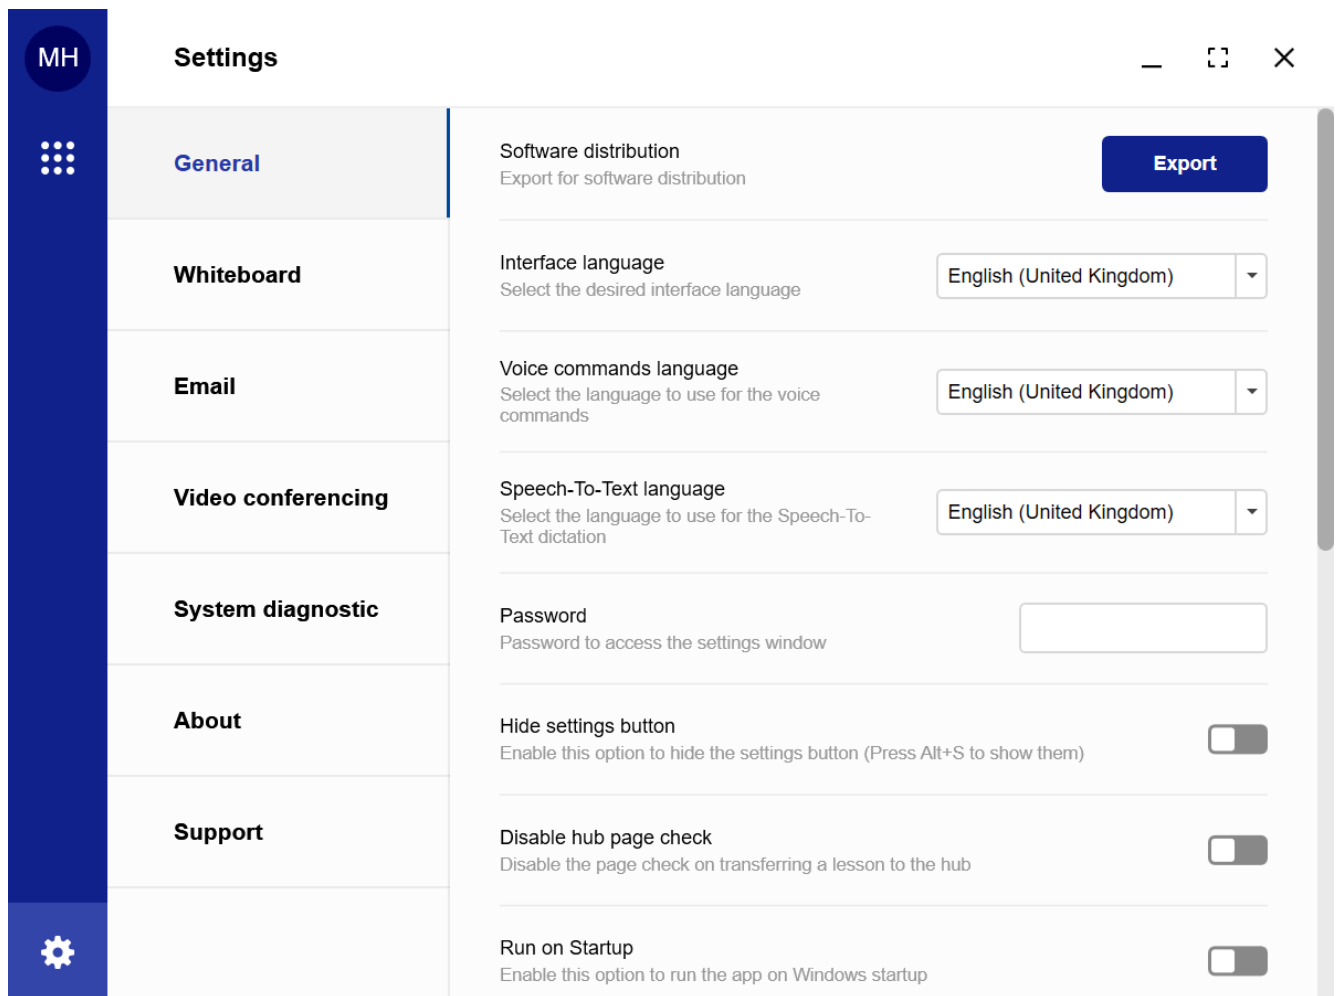 MH
Settings
General
Whiteboard
Email
Video conferencing
System diagnostic
About
Support
Software distribution
Export for software distribution
Export
Interface language
Select the desired interface language
English (United Kingdom)
Voice commands language
Select the language to use for the voice
commands
English (United Kingdom)
Speech-To-Text language
Select the language to use for the Speech-To-
Text dictation
English (United Kingdom)
Password
Password to access the settings window
Hide settings button
Enable this option to hide the settings button (Press Alt+S to show them)
Disable hub page check
Disable the page check on transferring a lesson to the hub
Run on Startup
Enable this option to run the app on Windows startup